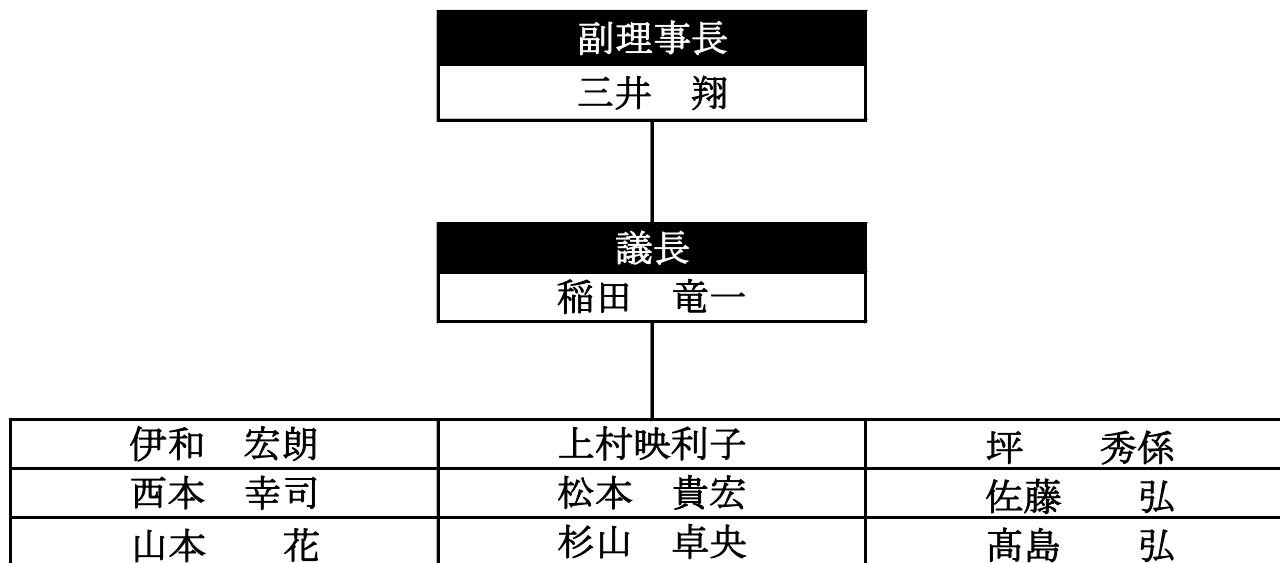 副理事長
三井　翔
議長
稲田　竜一
伊和　宏朗　上村映利子　坪　　秀係
西本　幸司　松本　貴宏　佐藤　　弘
山本　　花　杉山　卓央　髙島　　弘